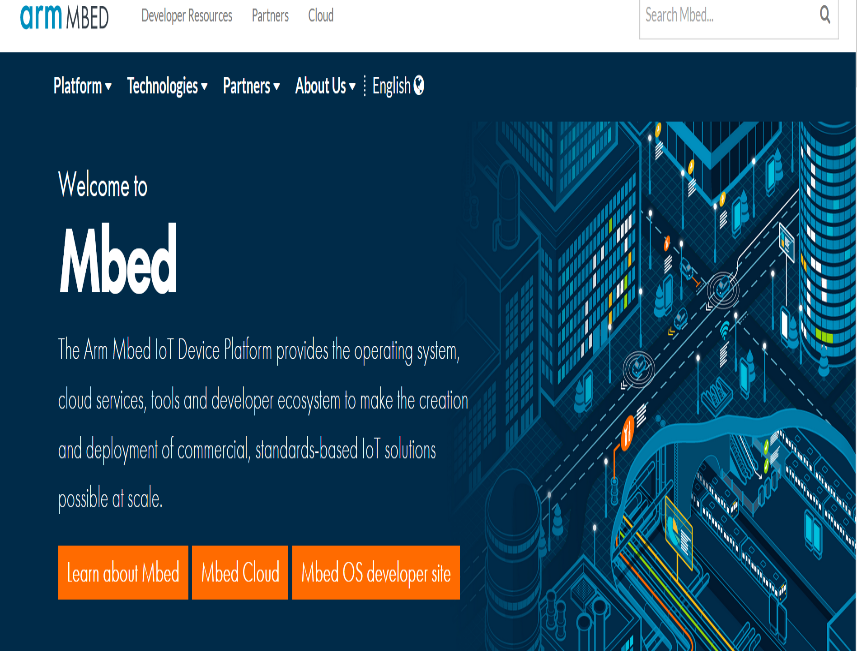 arm MBED
Developer Resources Partners Cloud
Search Mbed...
Platform Technologies Partners About Us English
Welcome to
Mbed
The Arm Mbed IoT Device Platform provides the operating system,
cloud services, tools and developer ecosystem to make the creation
and deployment of commercial, standards-based IoT solutions
possible at scale.
Learn about Mbed
Mbed Cloud
Mbed OS developer site